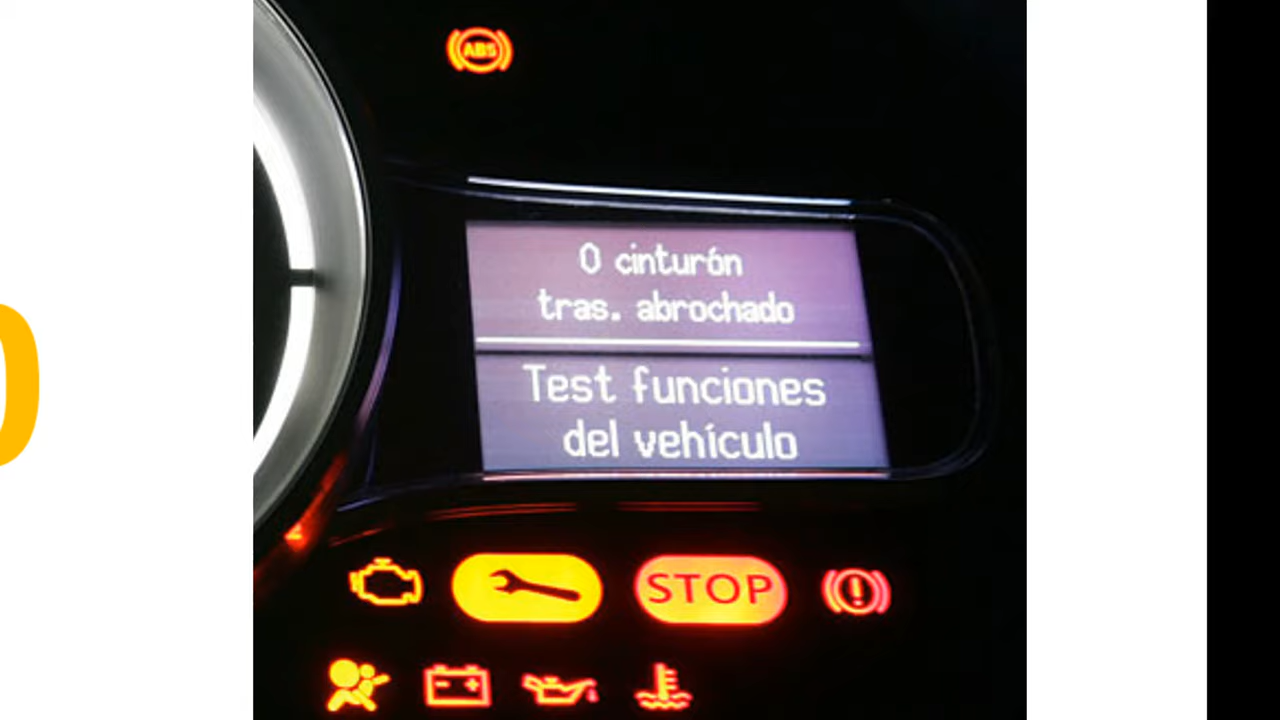 ABS
0 cinturón
tras. abrochado
Test funciones
del vehículo
STOP